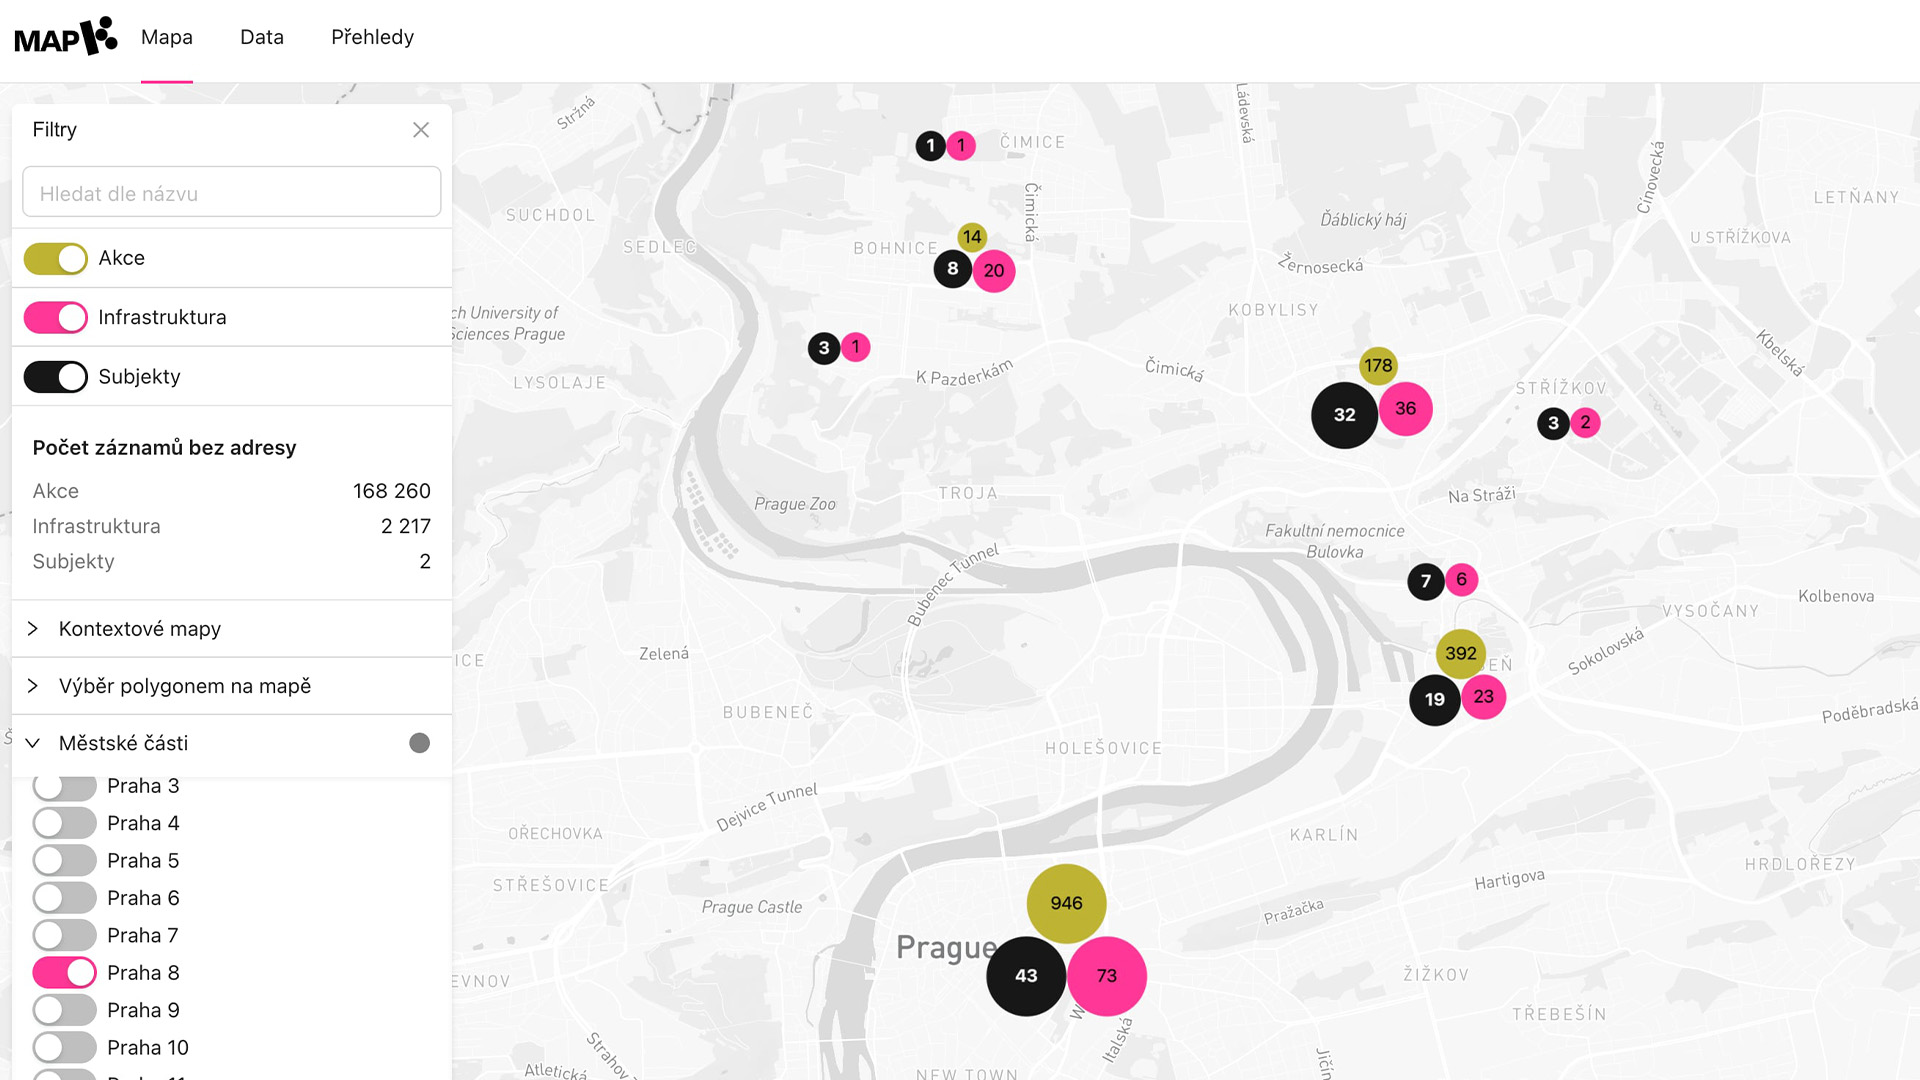 MAP
Mapa
Data
Přehledy
Filtry
Hledat dle názvu
Akce
Infrastruktura
Subjekty
Počet záznamů bez adresy
Akce 168 260
Infrastruktura 2 217
Subjekty 2
Kontextové mapy
Výběr polygonem na mapě
Městské části
Praha 3
Praha 4
Praha 5
Praha 6
Praha 7
Praha 8
Praha 9
Praha 10
Stržná
Ládevská
1 1
ČIMICE
Cínovecká
LETŇANY
SUCHDOL
Čimická
Ďáblický háj
SEDLEC
14
BOHNICE
U STŘÍŽKOVA
8 20
Žernosecká
ch University of
Sciences Prague
KOBYLISY
3 1
Kbelská
178
K Pazderkám
Čimická
LYSOLAJE
STŘÍŽKOV
32 36
3 2
TROJA
Na Stráži
Prague Zoo
Fakultní nemocnice
Bulovka
Bubenec Tunnel
7 6
Kolbenova
VYSOČANY
Zelená
ICE
392
EŇ
Sokolovská
19 23
BUBENEČ
Poděbradská
HOLEŠOVICE
Dejvice Tunnel
OŘECHOVKA
KARLÍN
HRDLOŘEZY
STŘEŠOVICE
Hartigova
946
Prague Castle
Pražačka
Prague
43 73
ŽIŽKOV
EVNOV
W
TŘEBEŠÍN
Italská
Strahov
Jičín
Atletická
NEW TOWN